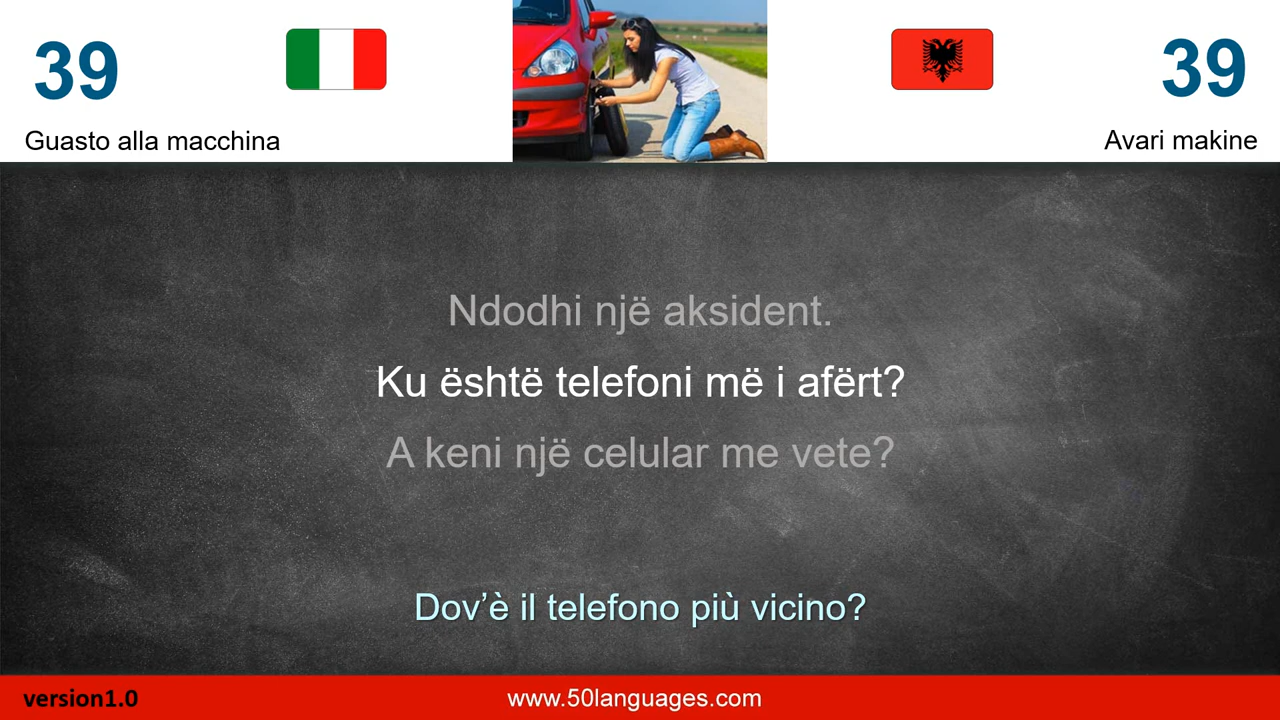 39
39
Guasto alla macchina
Avari makine
Ndodhi një aksident.
Ku është telefoni më i afërt?
A keni një celular me vete?
Dov’è il telefono più vicino?
version1.0
www.50languages.com